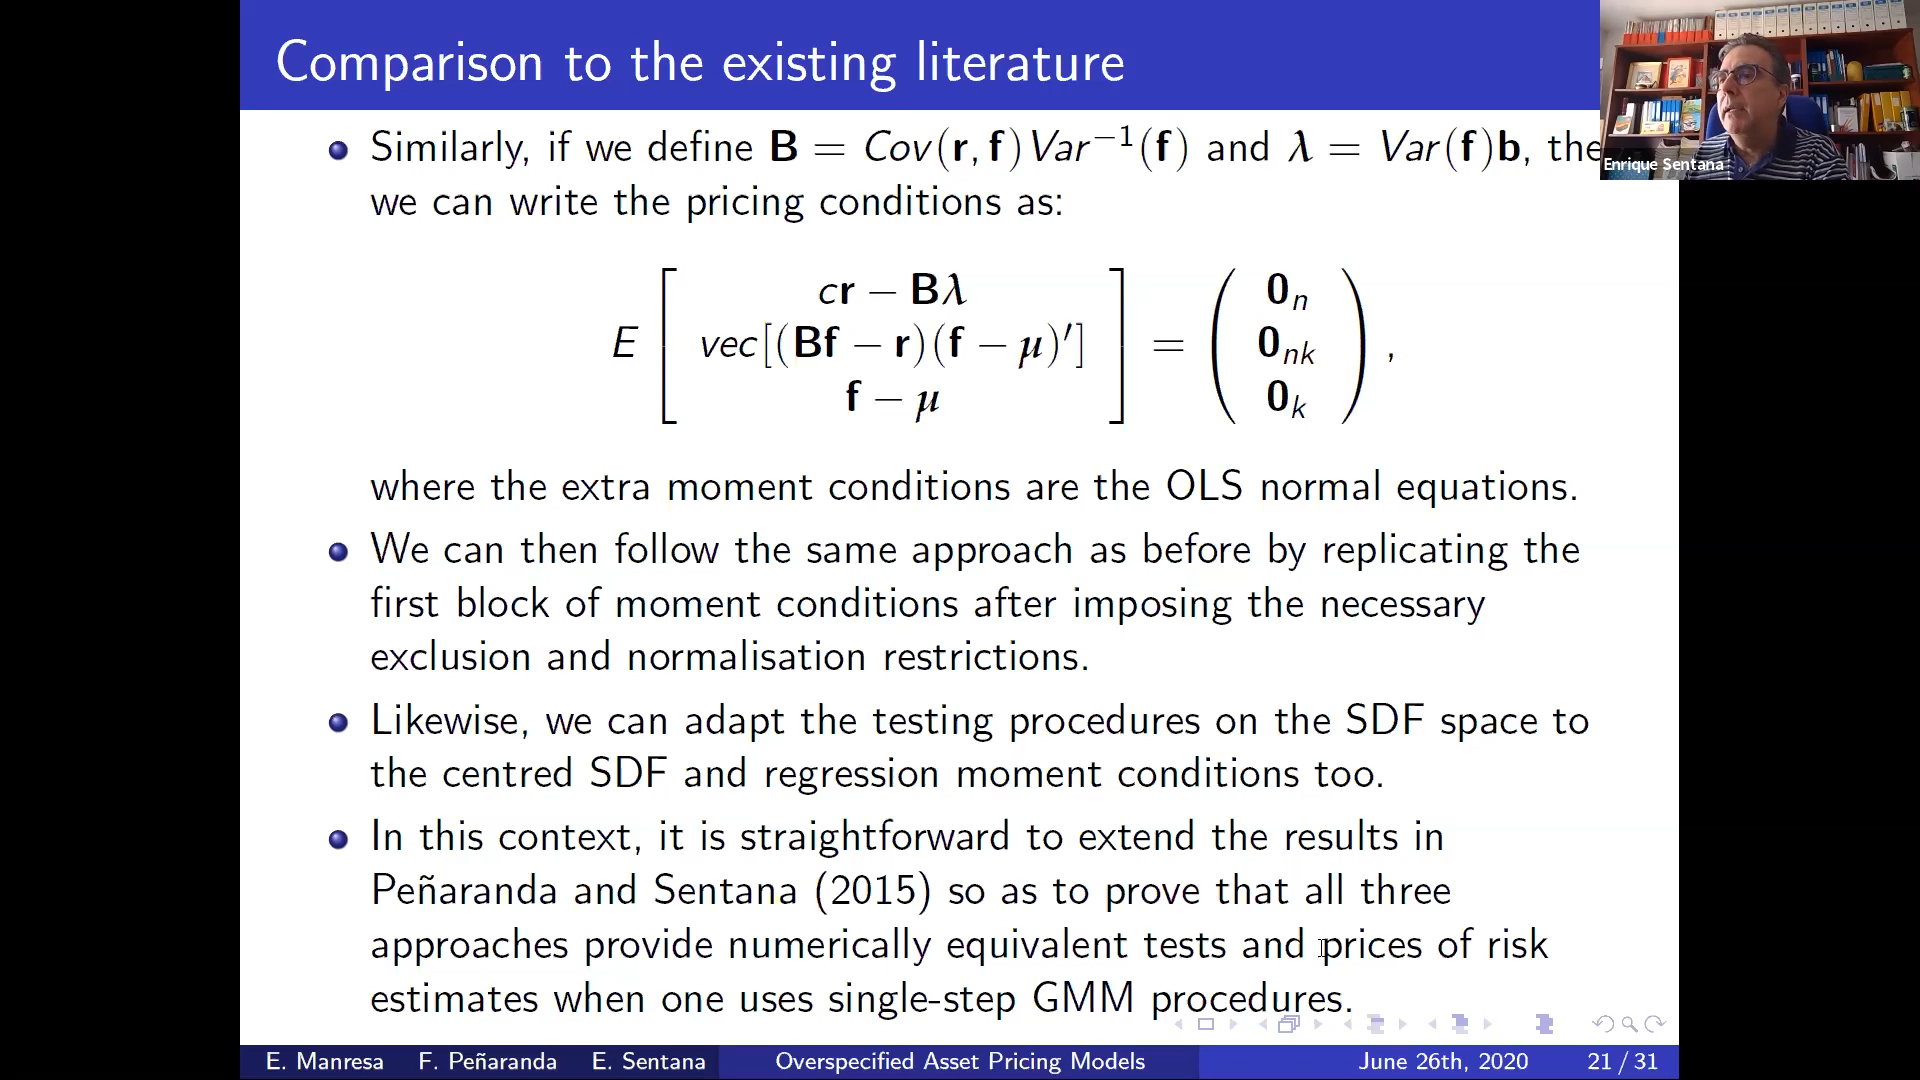 Comparison to the existing literature
Similarly, if we define B = Cov(r, f)Var⁻¹(f) and λ = Var(f)b, the
we can write the pricing conditions as:
E [ cr − Bλ
vec[(Bf − r)(f − μ)′]
f − μ ] = ( 0ₙ
0ₙₖ
0ₖ ) ,
where the extra moment conditions are the OLS normal equations.
We can then follow the same approach as before by replicating the
first block of moment conditions after imposing the necessary
exclusion and normalisation restrictions.
Likewise, we can adapt the testing procedures on the SDF space to
the centred SDF and regression moment conditions too.
In this context, it is straightforward to extend the results in
Peñaranda and Sentana (2015) so as to prove that all three
approaches provide numerically equivalent tests and prices of risk
estimates when one uses single-step GMM procedures.
E. Manresa F. Peñaranda E. Sentana Overspecified Asset Pricing Models June 26th, 2020 21 / 31
Enrique Sentana